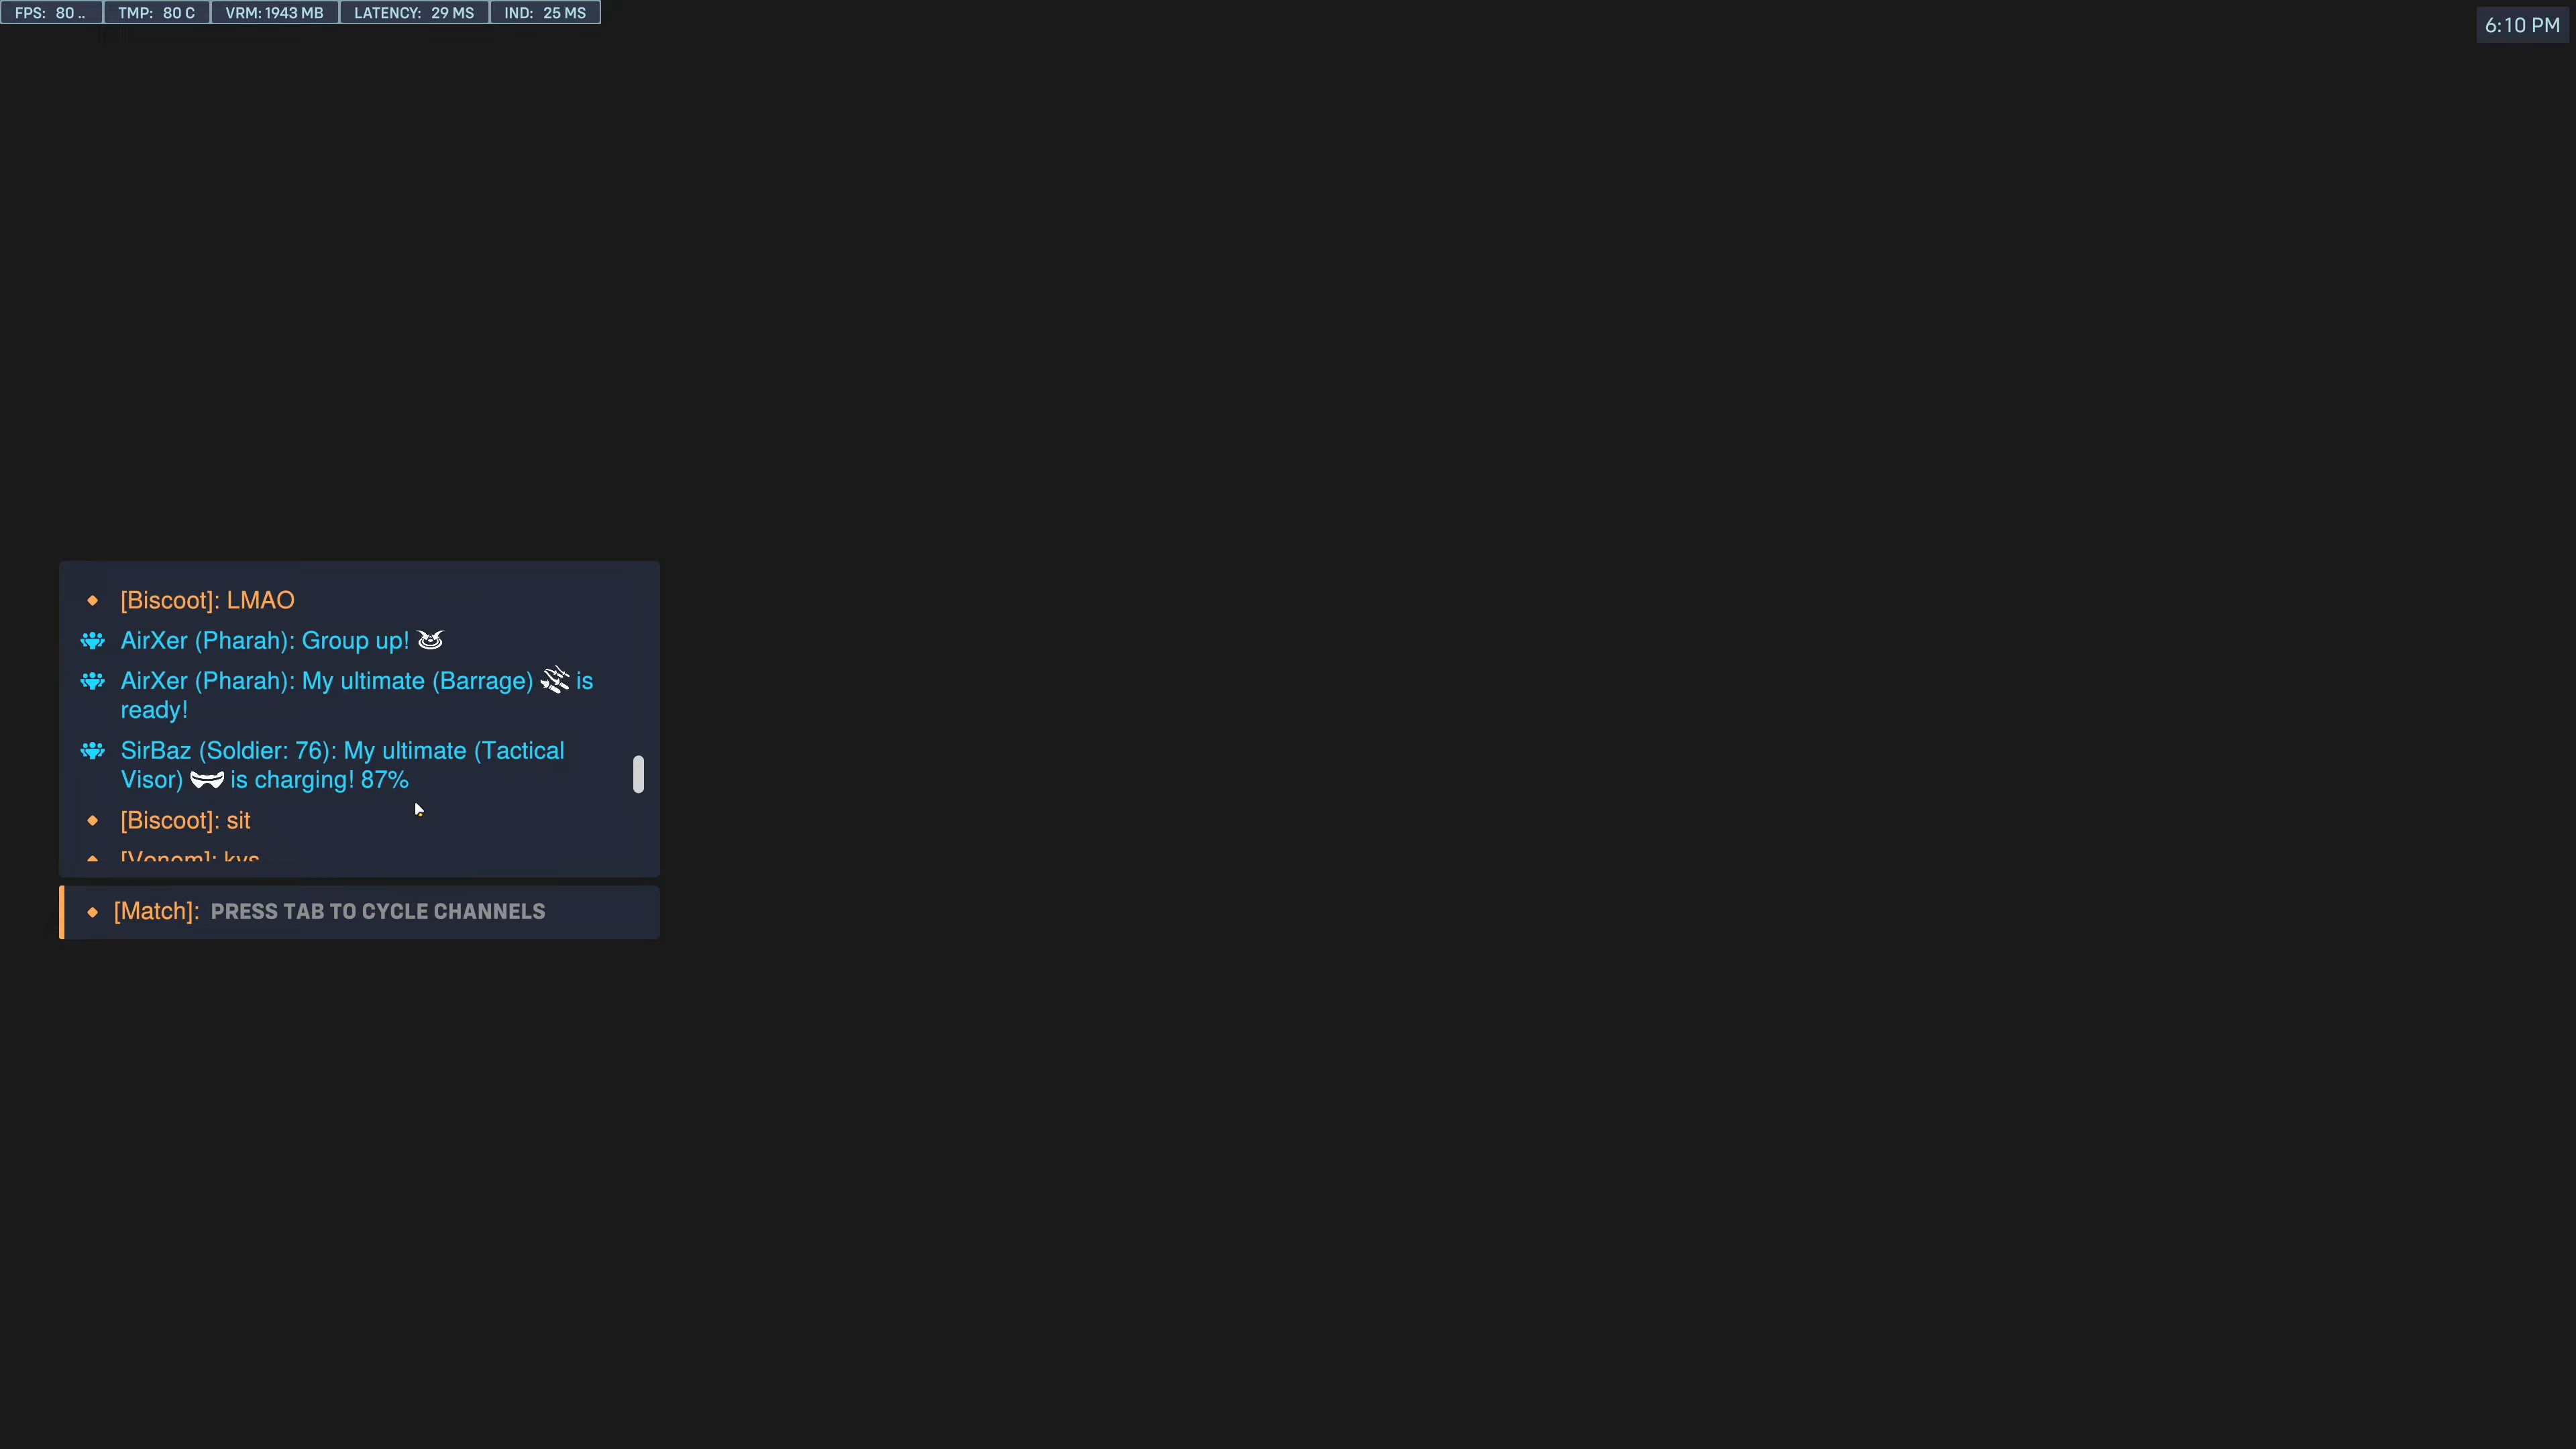 FPS: 80 .. TMP: 80 C VRM: 1943 MB LATENCY: 29 MS IND: 25 MS
6:10 PM
[Biscoot]: LMAO
AirXer (Pharah): Group up!
AirXer (Pharah): My ultimate (Barrage) is
ready!
SirBaz (Soldier: 76): My ultimate (Tactical
Visor) is charging! 87%
[Biscoot]: sit
[Venom]: kys
[Match]: PRESS TAB TO CYCLE CHANNELS